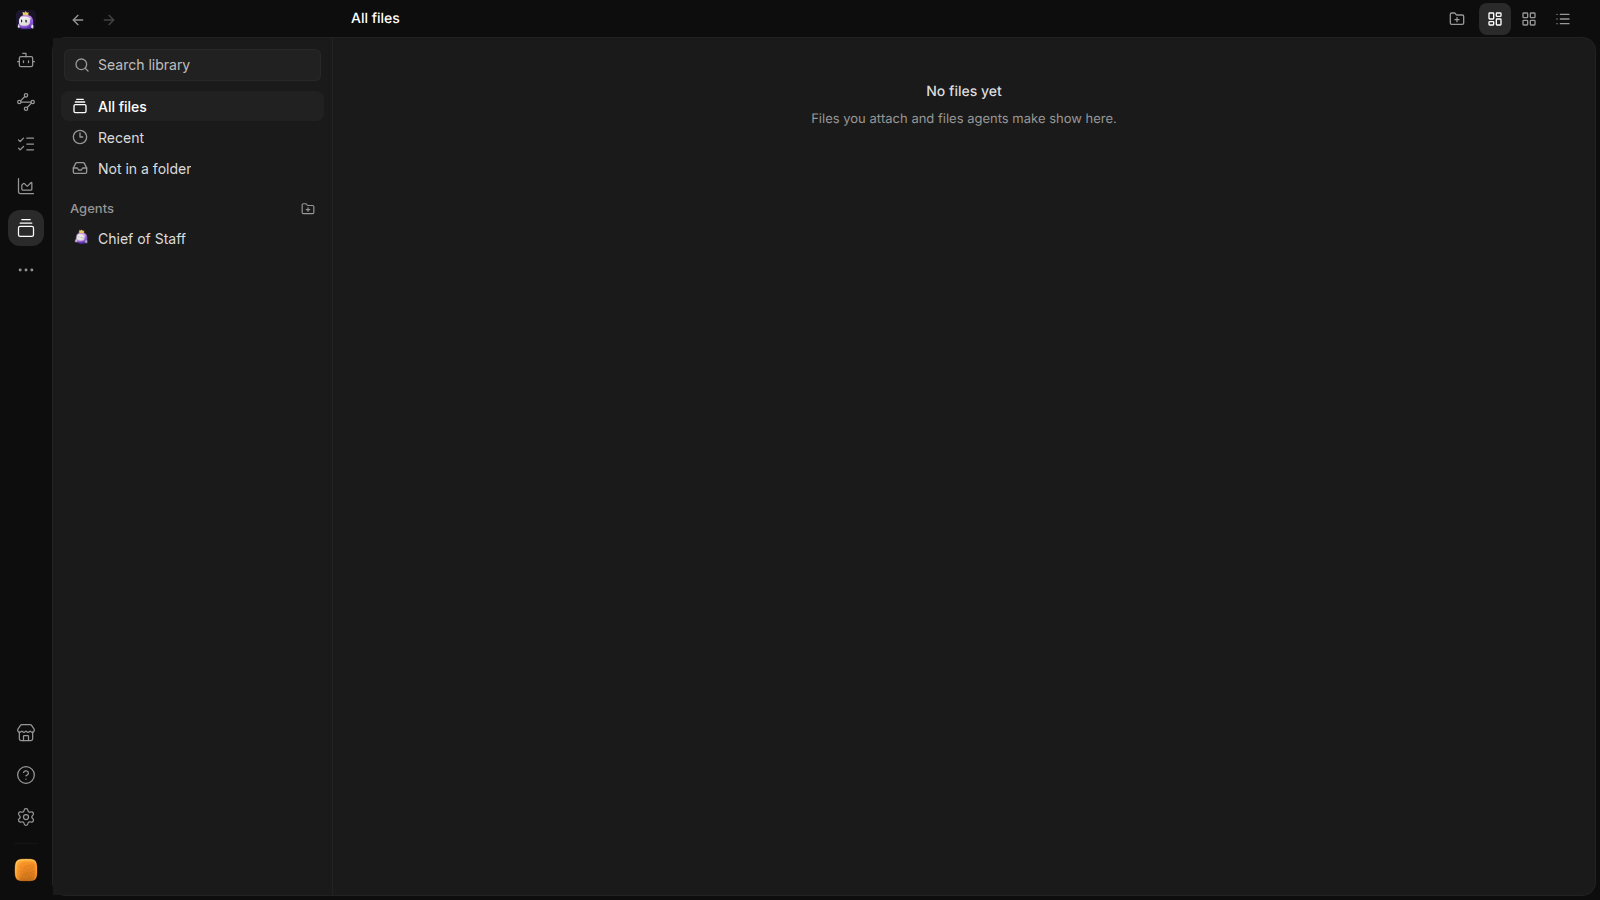 All files
Search library
All files
Recent
Not in a folder
Agents
Chief of Staff
No files yet
Files you attach and files agents make show here.